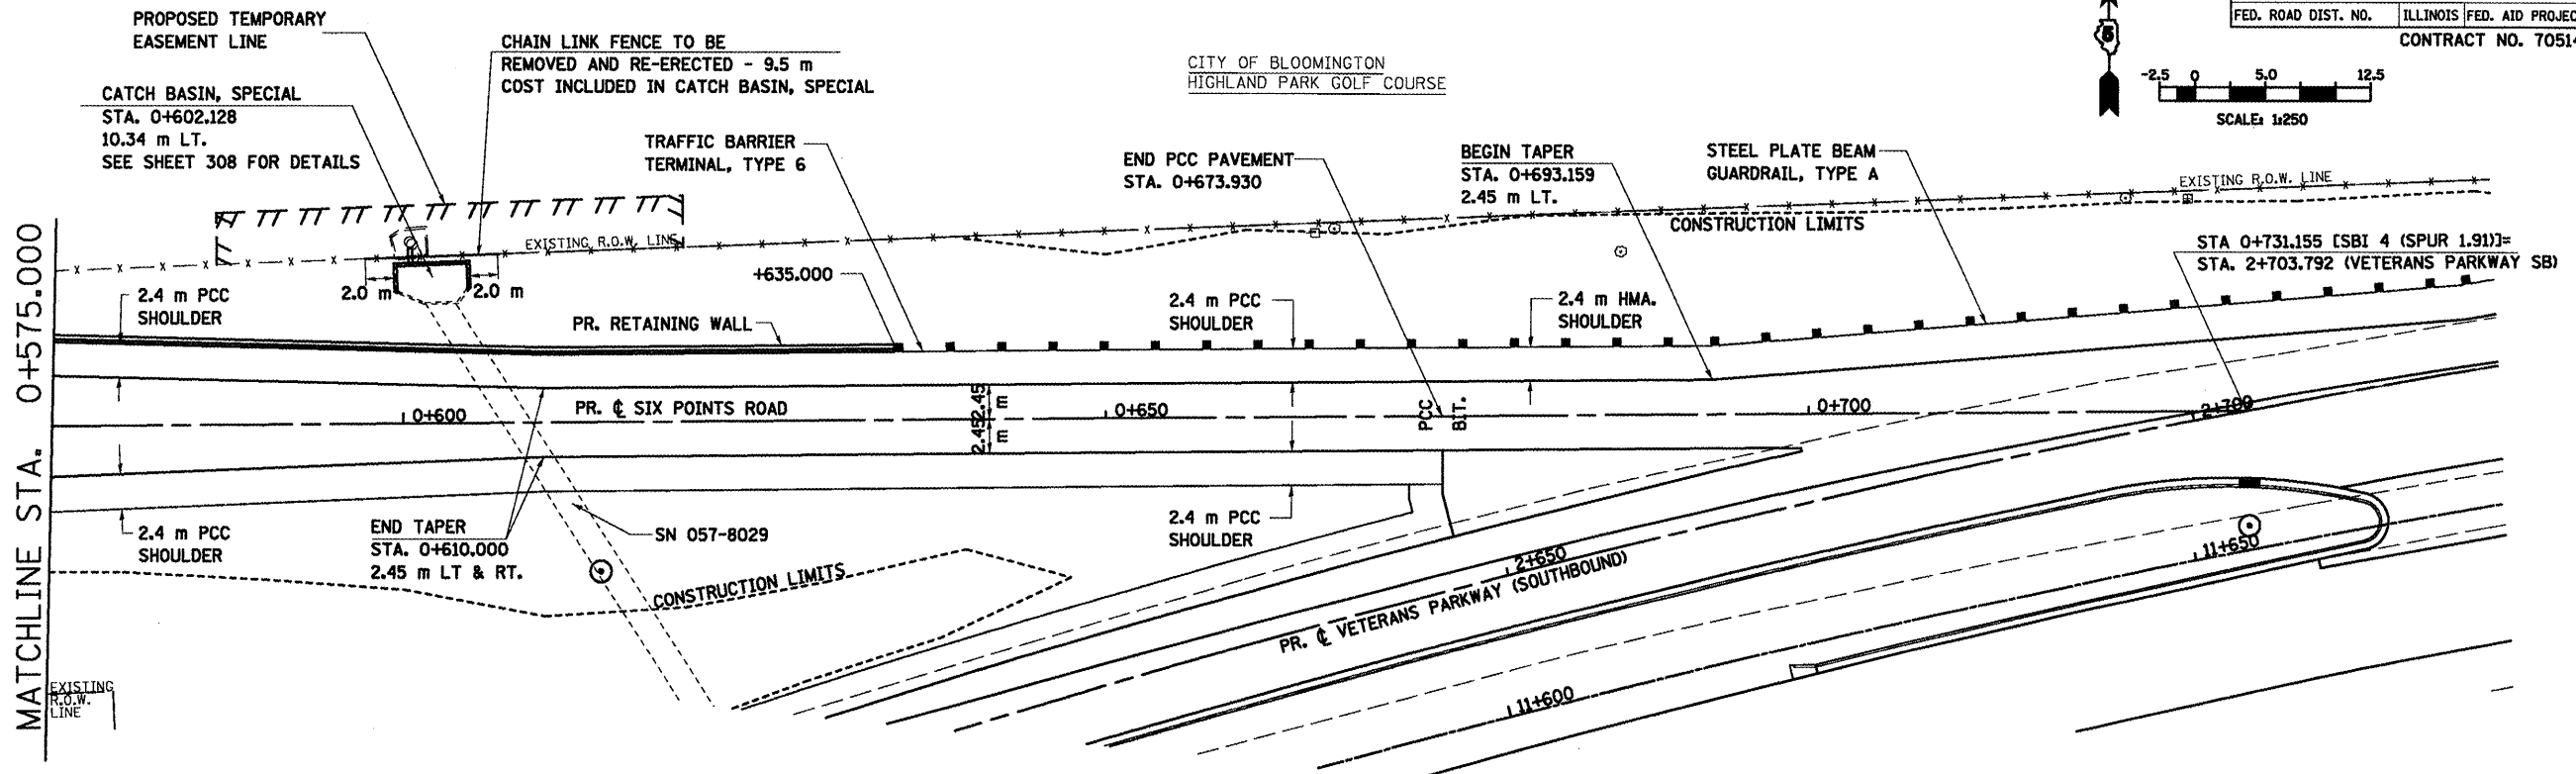 PROPOSED TEMPORARY
EASEMENT LINE
CHAIN LINK FENCE TO BE
REMOVED AND RE-ERECTED - 9.5 m
COST INCLUDED IN CATCH BASIN, SPECIAL
CITY OF BLOOMINGTON
HIGHLAND PARK GOLF COURSE
FED. ROAD DIST. NO.
ILLINOIS
FED. AID PROJEC
CONTRACT NO. 70514
5
-2.5 0 5.0 12.5
SCALE: 1:250
CATCH BASIN, SPECIAL
STA. 0+602.128
10.34 m LT.
SEE SHEET 308 FOR DETAILS
TRAFFIC BARRIER
TERMINAL, TYPE 6
END PCC PAVEMENT
STA. 0+673.930
BEGIN TAPER
STA. 0+693.159
2.45 m LT.
STEEL PLATE BEAM
GUARDRAIL, TYPE A
EXISTING R.O.W. LINE
CONSTRUCTION LIMITS
STA 0+731.155 [SBI 4 (SPUR 1.91)]=
STA. 2+703.792 (VETERANS PARKWAY SB)
EXISTING R.O.W. LINE
+635.000
2.0 m
2.0 m
2.4 m PCC
SHOULDER
PR. RETAINING WALL
2.4 m PCC
SHOULDER
2.4 m HMA.
SHOULDER
MATCHLINE STA. 0+575.000
0+600
PR. ℄ SIX POINTS ROAD
2.45 m
2.45 m
0+650
PCC
BIT.
0+700
2+700
2.4 m PCC
SHOULDER
END TAPER
STA. 0+610.000
2.45 m LT & RT.
SN 057-8029
2.4 m PCC
SHOULDER
CONSTRUCTION LIMITS
2+650
PR. ℄ VETERANS PARKWAY (SOUTHBOUND)
11+650
11+600
EXISTING
R.O.W.
LINE